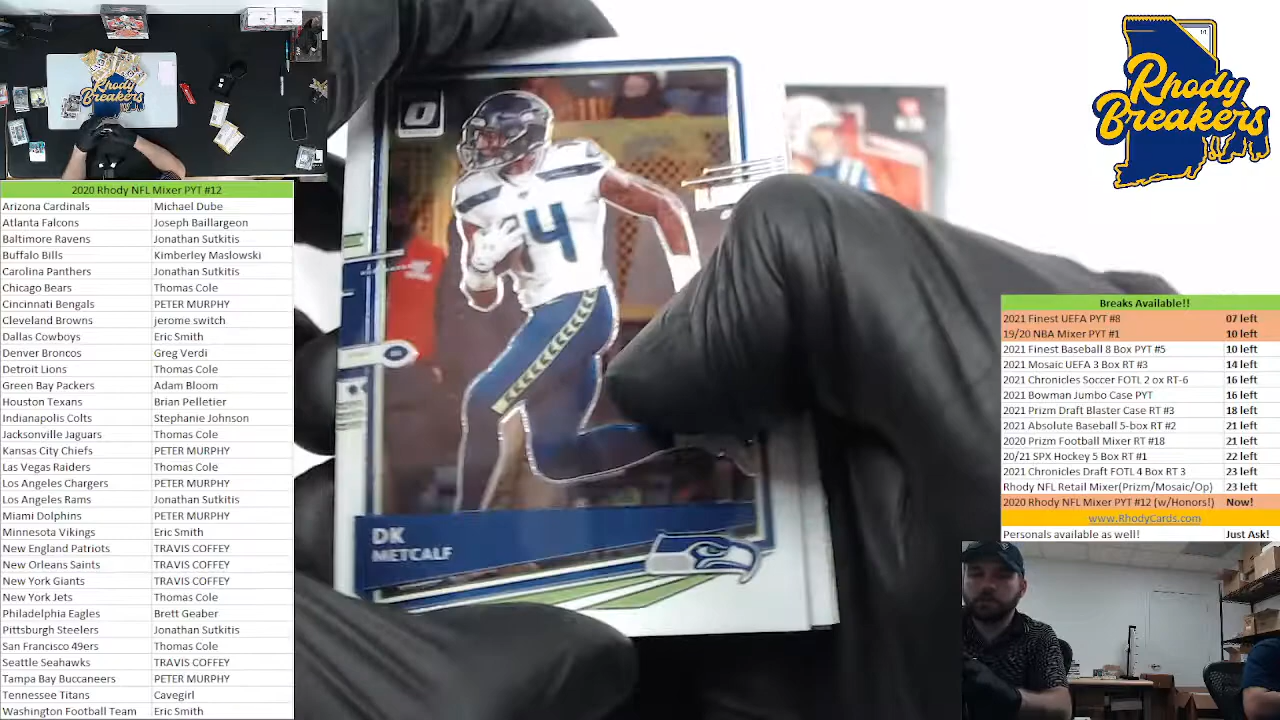 2020 Rhody NFL Mixer PYT #12
Arizona Cardinals Michael Dube
Atlanta Falcons Joseph Baillargeon
Baltimore Ravens Jonathan Sutkitis
Buffalo Bills Kimberley Maslowski
Carolina Panthers Jonathan Sutkitis
Chicago Bears Thomas Cole
Cincinnati Bengals PETER MURPHY
Cleveland Browns jerome switch
Dallas Cowboys Eric Smith
Denver Broncos Greg Verdi
Detroit Lions Thomas Cole
Green Bay Packers Adam Bloom
Houston Texans Brian Pelletier
Indianapolis Colts Stephanie Johnson
Jacksonville Jaguars Thomas Cole
Kansas City Chiefs PETER MURPHY
Las Vegas Raiders Thomas Cole
Los Angeles Chargers PETER MURPHY
Los Angeles Rams Jonathan Sutkitis
Miami Dolphins PETER MURPHY
Minnesota Vikings Eric Smith
New England Patriots TRAVIS COFFEY
New Orleans Saints TRAVIS COFFEY
New York Giants TRAVIS COFFEY
New York Jets Thomas Cole
Philadelphia Eagles Brett Geaber
Pittsburgh Steelers Jonathan Sutkitis
San Francisco 49ers Thomas Cole
Seattle Seahawks TRAVIS COFFEY
Tampa Bay Buccaneers PETER MURPHY
Tennessee Titans Cavegirl
Washington Football Team Eric Smith
Rhody
Breakers
O
4
DK
METCALF
Rhody
Breakers
Breaks Available!!
2021 Finest UEFA PYT #8 07 left
19/20 NBA Mixer PYT #1 10 left
2021 Finest Baseball 8 Box PYT #5 10 left
2021 Mosaic UEFA 3 Box RT #3 14 left
2021 Chronicles Soccer FOTL 2 ox RT-6 16 left
2021 Bowman Jumbo Case PYT 16 left
2021 Prizm Draft Blaster Case RT #3 18 left
2021 Absolute Baseball 5-box RT #2 21 left
2020 Prizm Football Mixer RT #18 21 left
20/21 SPX Hockey 5 Box RT #1 22 left
2021 Chronicles Draft FOTL 4 Box RT 3 23 left
Rhody NFL Retail Mixer(Prizm/Mosaic/Op) 23 left
2020 Rhody NFL Mixer PYT #12 (w/Honors!) Now!
www.RhodyCards.com
Personals available as well! Just Ask!